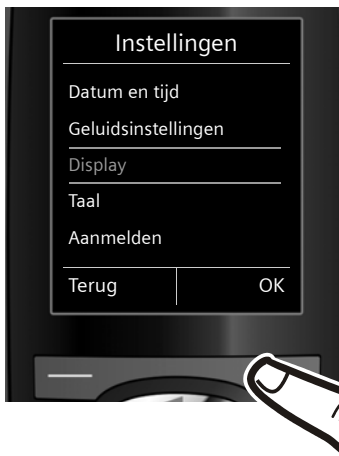 Instellingen
Datum en tijd
Geluidsinstellingen
Display
Taal
Aanmelden
Terug OK